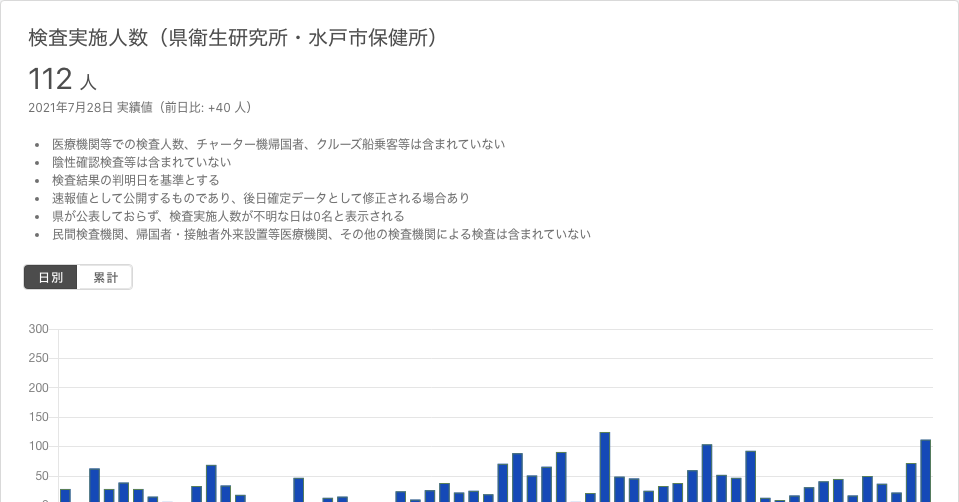 検査実施人数（県衛生研究所・水戸市保健所）
112 人
2021年7月28日 実績値（前日比: +40 人）
• 医療機関等での検査人数、チャーター機帰国者、クルーズ船乗客等は含まれていない
• 陰性確認検査等は含まれていない
• 検査結果の判明日を基準とする
• 速報値として公開するものであり、後日確定データとして修正される場合あり
• 県が公表しておらず、検査実施人数が不明な日は0名と表示される
• 民間検査機関、帰国者・接触者外来設置等医療機関、その他の検査機関による検査は含まれていない
日別 累計
300
250
200
150
100
50